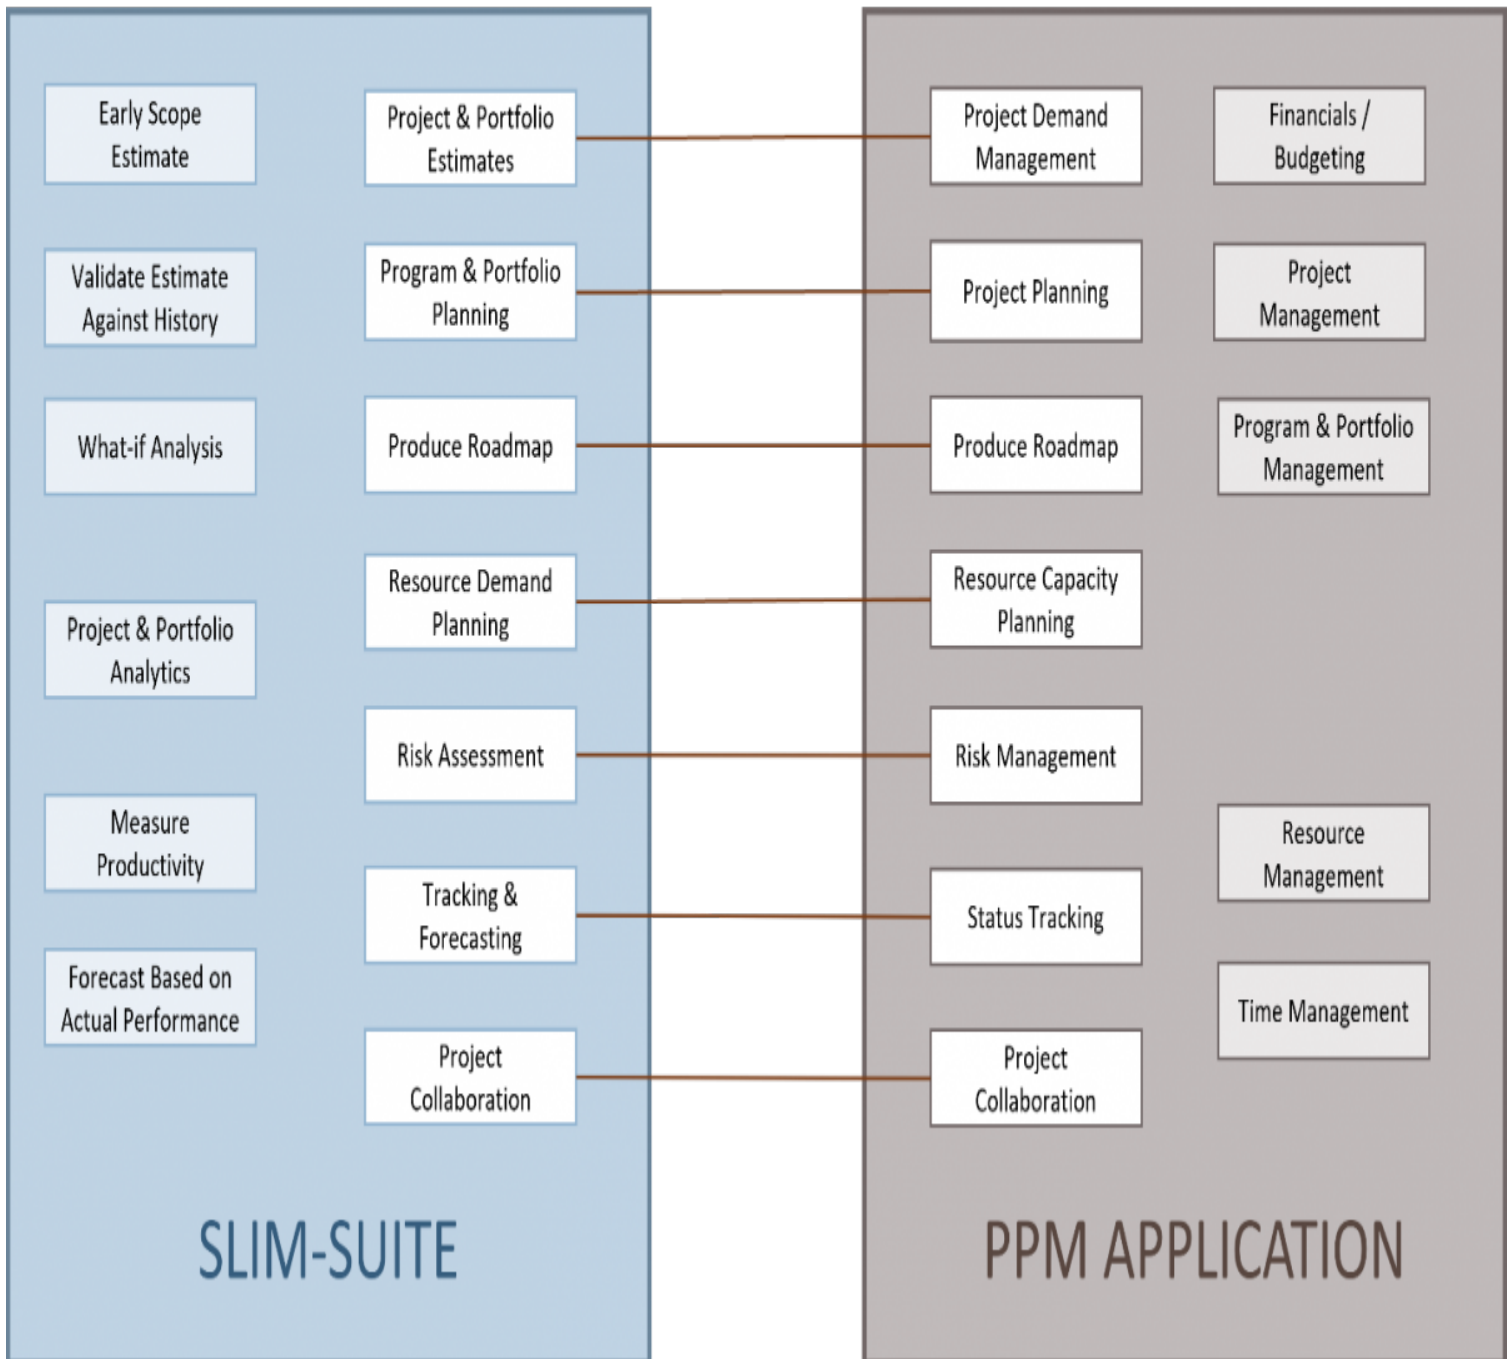 Early Scope
Estimate
Validate Estimate
Against History
What-if Analysis
Project & Portfolio
Analytics
Measure
Productivity
Forecast Based on
Actual Performance
Project & Portfolio
Estimates
Program & Portfolio
Planning
Produce Roadmap
Resource Demand
Planning
Risk Assessment
Tracking &
Forecasting
Project
Collaboration
SLIM-SUITE
Project Demand
Management
Project Planning
Produce Roadmap
Resource Capacity
Planning
Risk Management
Status Tracking
Project
Collaboration
Financials /
Budgeting
Project
Management
Program & Portfolio
Management
Resource
Management
Time Management
PPM APPLICATION